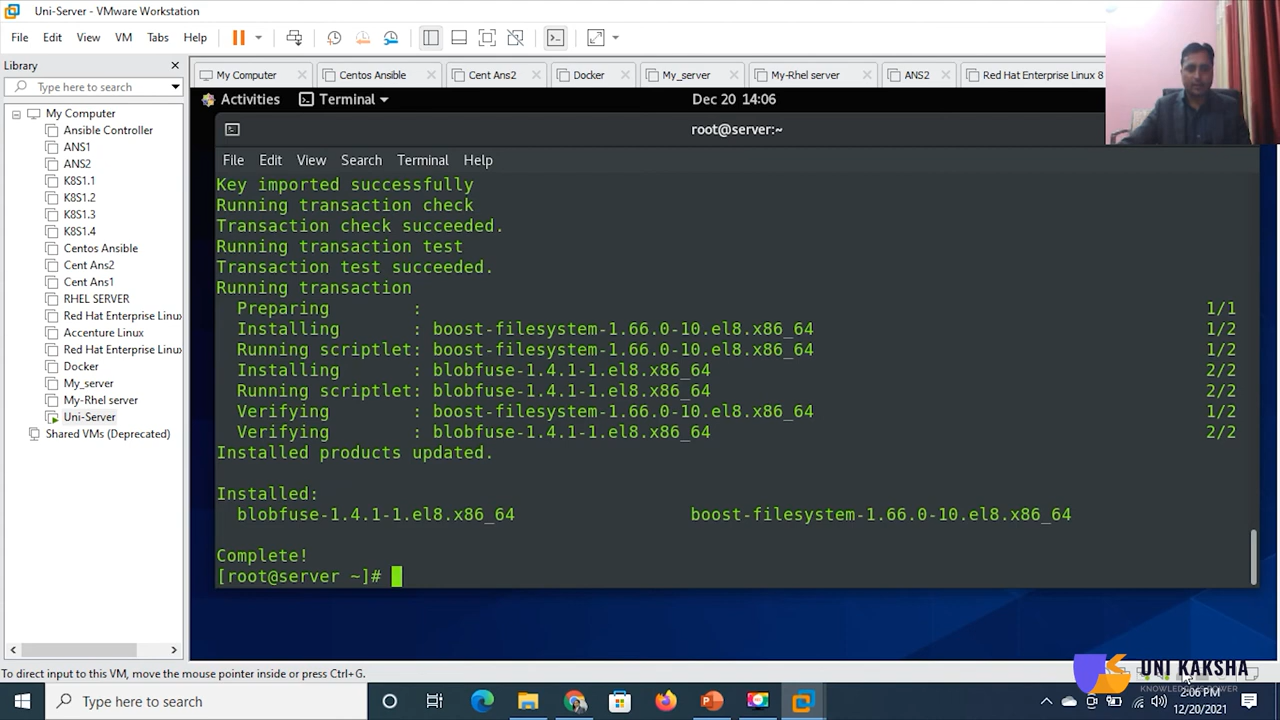 Uni-Server - VMware Workstation
File Edit View VM Tabs Help
Library
Type here to search
My Computer
Ansible Controller
ANS1
ANS2
K8S1.1
K8S1.2
K8S1.3
K8S1.4
Centos Ansible
Cent Ans2
Cent Ans1
RHEL SERVER
Red Hat Enterprise Linux
Accenture Linux
Red Hat Enterprise Linux
Docker
My_server
My-Rhel server
Uni-Server
Shared VMs (Deprecated)
My Computer Centos Ansible Cent Ans2 Docker My_server My-Rhel server ANS2 Red Hat Enterprise Linux 8
Activities Terminal Dec 20 14:06
root@server:~
File Edit View Search Terminal Help
Key imported successfully
Running transaction check
Transaction check succeeded.
Running transaction test
Transaction test succeeded.
Running transaction
Preparing : 1/1
Installing : boost-filesystem-1.66.0-10.el8.x86_64 1/2
Running scriptlet: boost-filesystem-1.66.0-10.el8.x86_64 1/2
Installing : blobfuse-1.4.1-1.el8.x86_64 2/2
Running scriptlet: blobfuse-1.4.1-1.el8.x86_64 2/2
Verifying : boost-filesystem-1.66.0-10.el8.x86_64 1/2
Verifying : blobfuse-1.4.1-1.el8.x86_64 2/2
Installed products updated.
Installed:
blobfuse-1.4.1-1.el8.x86_64 boost-filesystem-1.66.0-10.el8.x86_64
Complete!
[root@server ~]#
To direct input to this VM, move the mouse pointer inside or press Ctrl+G.
UNI KAKSHA
Type here to search
2:06 PM
12/20/2021